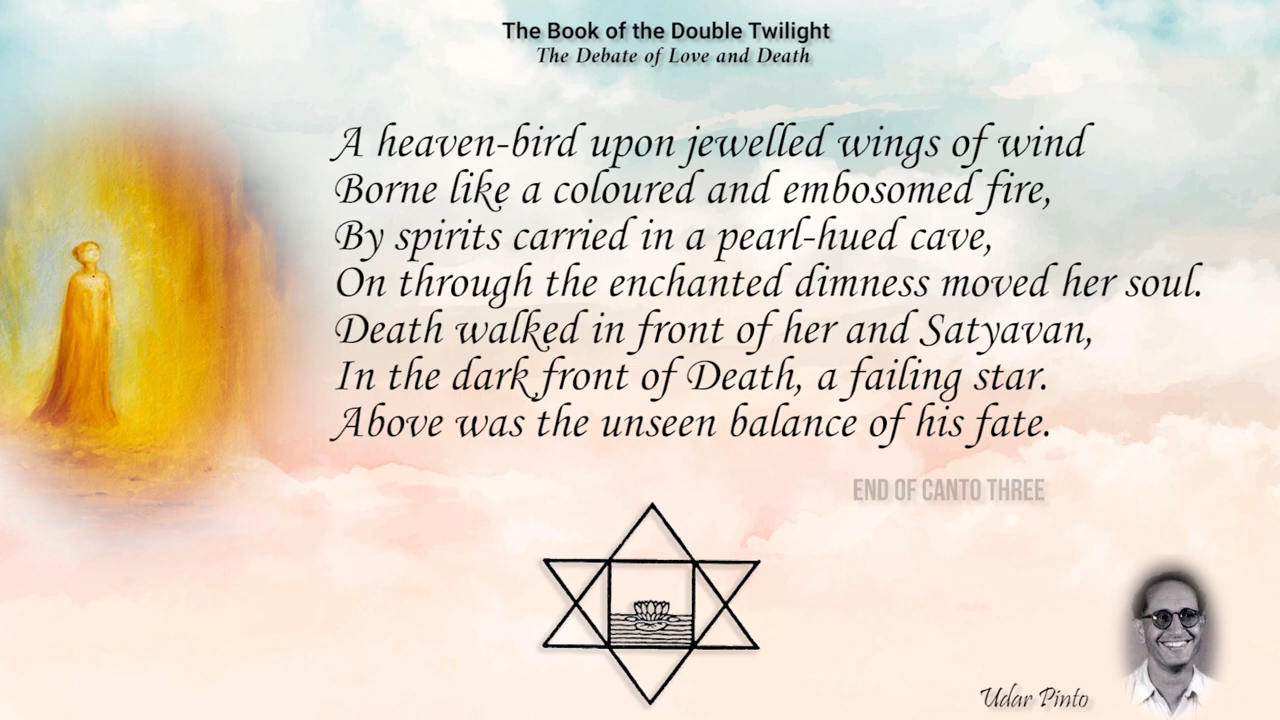 The Book of the Double Twilight
The Debate of Love and Death
A heaven-bird upon jewelled wings of wind
Borne like a coloured and embosomed fire,
By spirits carried in a pearl-hued cave,
On through the enchanted dimness moved her soul.
Death walked in front of her and Satyavan,
In the dark front of Death, a failing star.
Above was the unseen balance of his fate.
END OF CANTO THREE
Udar Pinto